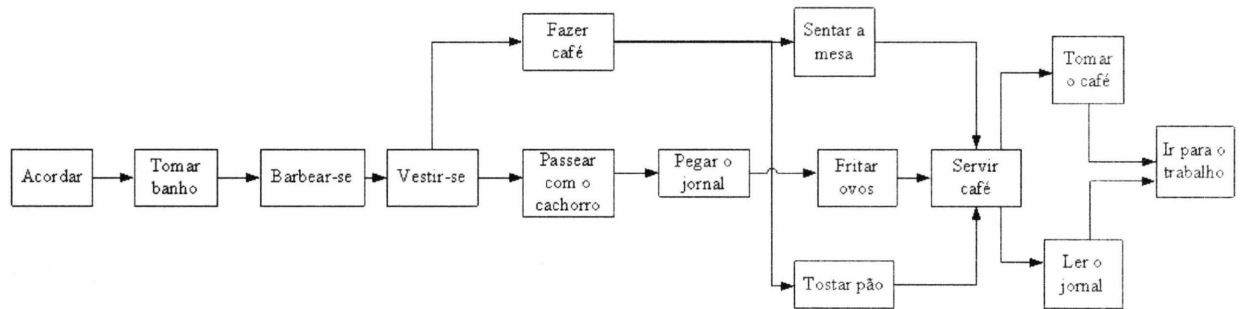 Fazer
café
Sentar a
mesa
Tomar
o café
Acordar
Tomar
banho
Barbear-se
Vestir-se
Passear
com o
cachorro
Pegar o
jornal
Fritar
ovos
Servir
café
Ir para o
trabalho
Tostar pão
Ler o
jornal